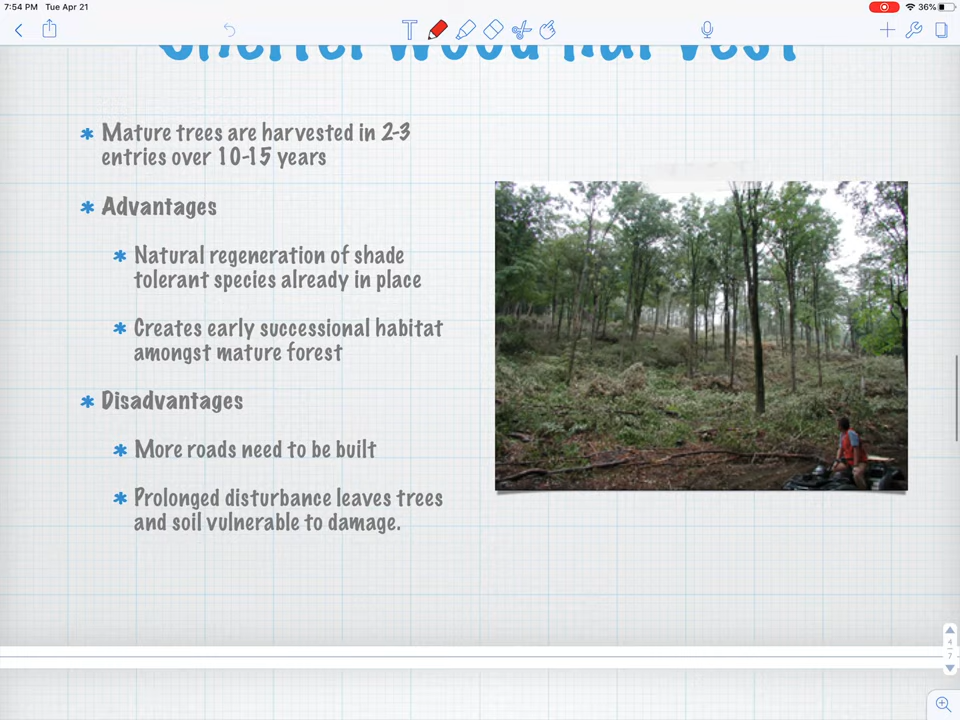 7:54 PM Tue Apr 21
36%
Shelterwood Harvest
Mature trees are harvested in 2-3
entries over 10-15 years
Advantages
Natural regeneration of shade
tolerant species already in place
Creates early successional habitat
amongst mature forest
Disadvantages
More roads need to be built
Prolonged disturbance leaves trees
and soil vulnerable to damage.